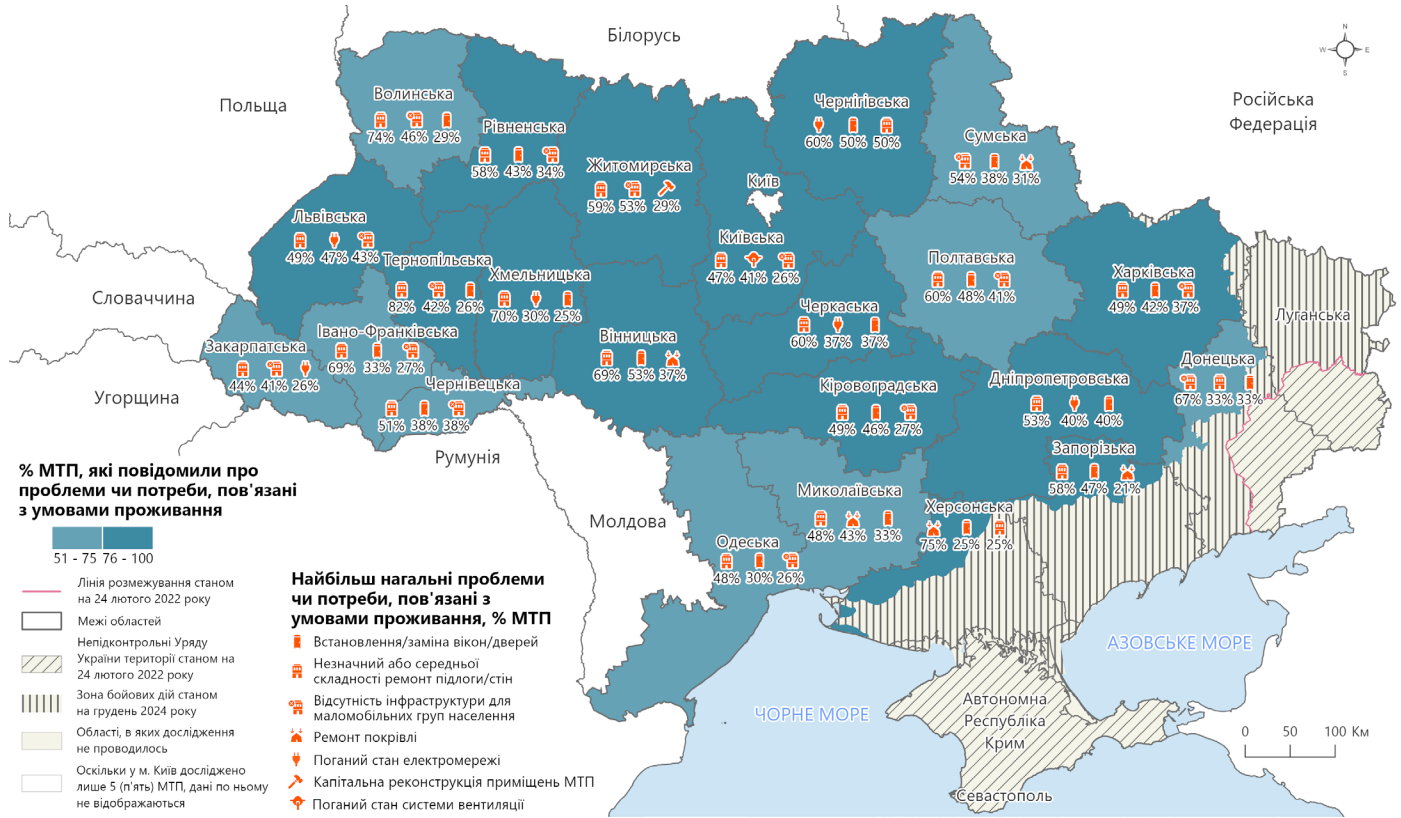 Білорусь
N
W
E
S
Польща
Російська
Федерація
Волинська
74% 46% 29%
Рівненська
58% 43% 34%
Житомирська
59% 53% 29%
Київ
Чернігівська
60% 50% 50%
Сумська
54% 38% 31%
Львівська
49% 47% 43%
Тернопільська
82% 42% 26%
Хмельницька
70% 30% 25%
Київська
47% 41% 26%
Полтавська
60% 48% 41%
Харківська
49% 42% 37%
Луганська
Словаччина
Закарпатська
44% 41% 26%
Івано-Франківська
69% 33% 27%
Чернівецька
51% 38% 38%
Вінницька
69% 53% 37%
Черкаська
60% 37% 37%
Кіровоградська
49% 46% 27%
Дніпропетровська
53% 40% 40%
Донецька
67% 33% 33%
Запорізька
58% 47% 21%
Угорщина
Румунія
Молдова
Миколаївська
48% 43% 33%
Херсонська
75% 25% 25%
Одеська
48% 30% 26%
АЗОВСЬКЕ МОРЕ
ЧОРНЕ МОРЕ
Автономна
Республіка
Крим
Севастополь
0 50 100 Км
% МТП, які повідомили про
проблеми чи потреби, пов'язані
з умовами проживання
51 - 75 76 - 100
Лінія розмежування станом
на 24 лютого 2022 року
Межі областей
Непідконтрольні Уряду
України території станом на
24 лютого 2022 року
Зона бойових дій станом
на грудень 2024 року
Області, в яких дослідження
не проводилось
Оскільки у м. Київ досліджено
лише 5 (п'ять) МТП, дані по ньому
не відображаються
Найбільш нагальні проблеми
чи потреби, пов'язані з
умовами проживання, % МТП
Встановлення/заміна вікон/дверей
Незначний або середньої
складності ремонт підлоги/стін
Відсутність інфраструктури для
маломобільних груп населення
Ремонт покрівлі
Поганий стан електромережі
Капітальна реконструкція приміщень МТП
Поганий стан системи вентиляції